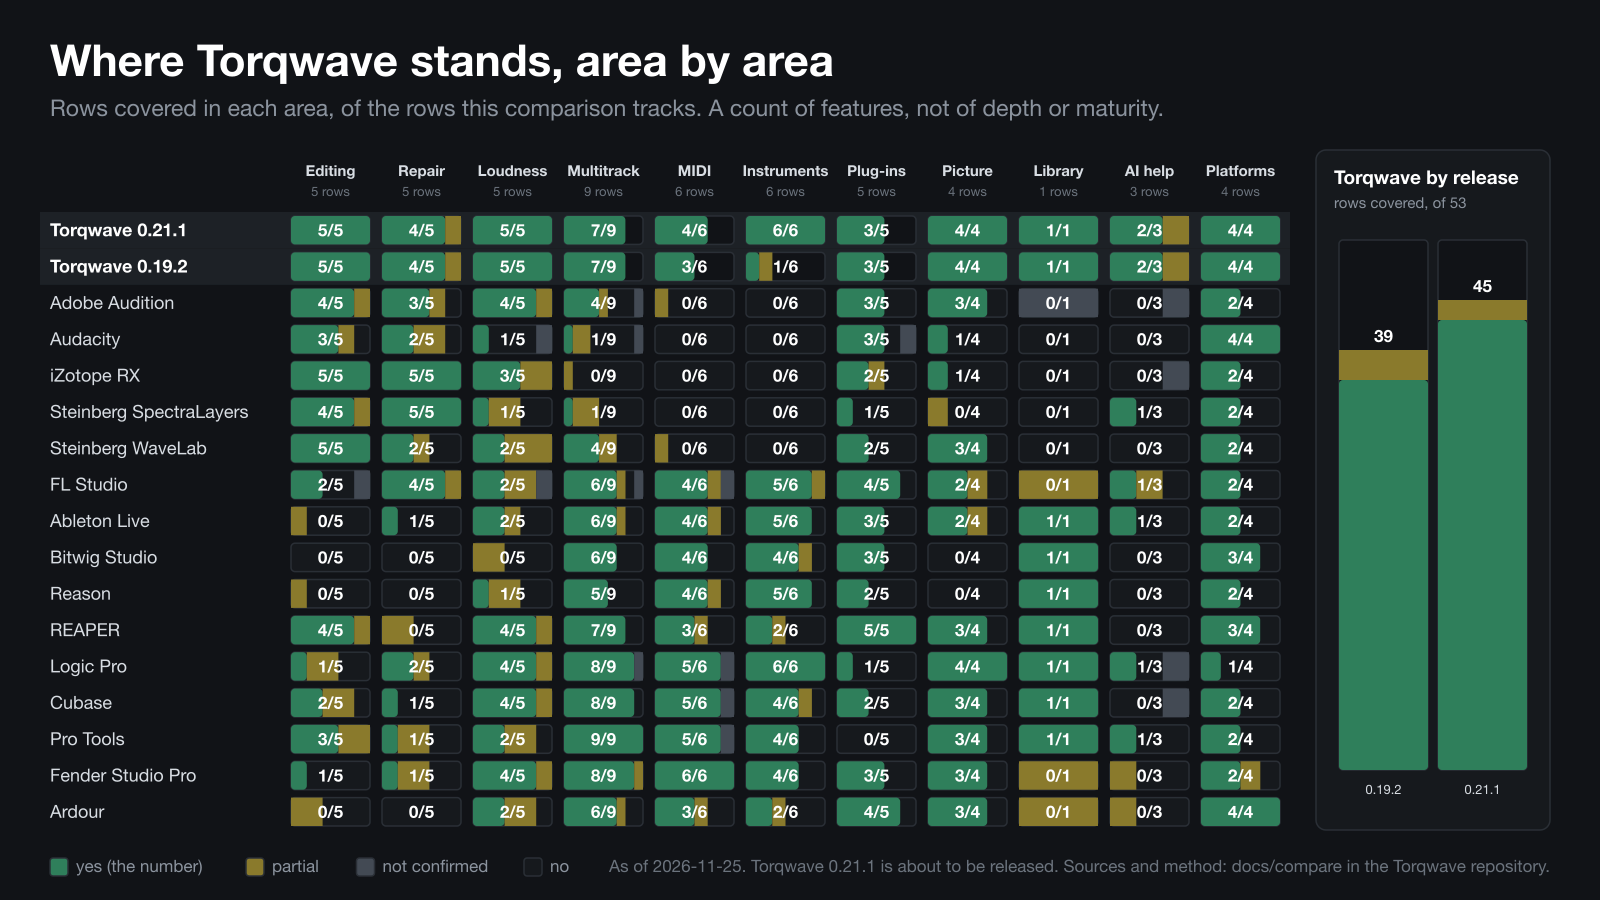 Where Torqwave stands, area by area
Rows covered in each area, of the rows this comparison tracks. A count of features, not of depth or maturity.
Editing Repair Loudness Multitrack MIDI Instruments Plug-ins Picture Library AI help Platforms
5 rows 5 rows 5 rows 9 rows 6 rows 6 rows 5 rows 4 rows 1 rows 3 rows 4 rows
Torqwave 0.21.1 5/5 4/5 5/5 7/9 4/6 6/6 3/5 4/4 1/1 2/3 4/4
Torqwave 0.19.2 5/5 4/5 5/5 7/9 3/6 1/6 3/5 4/4 1/1 2/3 4/4
Adobe Audition 4/5 3/5 4/5 4/9 0/6 0/6 3/5 3/4 0/1 0/3 2/4
Audacity 3/5 2/5 1/5 1/9 0/6 0/6 3/5 1/4 0/1 0/3 4/4
iZotope RX 5/5 5/5 3/5 0/9 0/6 0/6 2/5 1/4 0/1 0/3 2/4
Steinberg SpectraLayers 4/5 5/5 1/5 1/9 0/6 0/6 1/5 0/4 0/1 1/3 2/4
Steinberg WaveLab 5/5 2/5 2/5 4/9 0/6 0/6 2/5 3/4 0/1 0/3 2/4
FL Studio 2/5 4/5 2/5 6/9 4/6 5/6 4/5 2/4 0/1 1/3 2/4
Ableton Live 0/5 1/5 2/5 6/9 4/6 5/6 3/5 2/4 1/1 1/3 2/4
Bitwig Studio 0/5 0/5 0/5 6/9 4/6 4/6 3/5 0/4 1/1 0/3 3/4
Reason 0/5 0/5 1/5 5/9 4/6 5/6 2/5 0/4 1/1 0/3 2/4
REAPER 4/5 0/5 4/5 7/9 3/6 2/6 5/5 3/4 1/1 0/3 3/4
Logic Pro 1/5 2/5 4/5 8/9 5/6 6/6 1/5 4/4 1/1 1/3 1/4
Cubase 2/5 1/5 4/5 8/9 5/6 4/6 2/5 3/4 1/1 0/3 2/4
Pro Tools 3/5 1/5 2/5 9/9 5/6 4/6 0/5 3/4 1/1 1/3 2/4
Fender Studio Pro 1/5 1/5 4/5 8/9 6/6 4/6 3/5 3/4 0/1 0/3 2/4
Ardour 0/5 0/5 2/5 6/9 3/6 2/6 4/5 3/4 0/1 0/3 4/4
Torqwave by release
rows covered, of 53
45
39
0.19.2 0.21.1
yes (the number) partial not confirmed no As of 2026-11-25. Torqwave 0.21.1 is about to be released. Sources and method: docs/compare in the Torqwave repository.